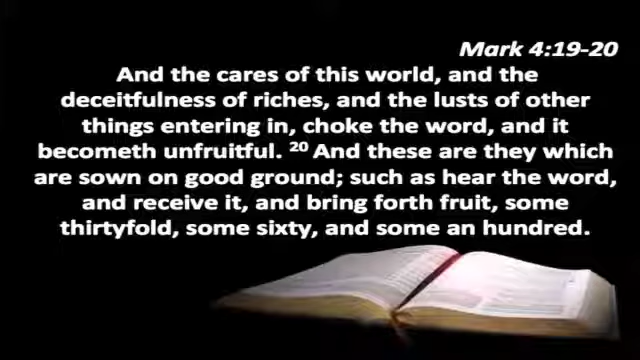 Mark 4:19-20
And the cares of this world, and the
deceitfulness of riches, and the lusts of other
things entering in, choke the word, and it
becometh unfruitful. 20 And these are they which
are sown on good ground; such as hear the word,
and receive it, and bring forth fruit, some
thirtyfold, some sixty, and some an hundred.